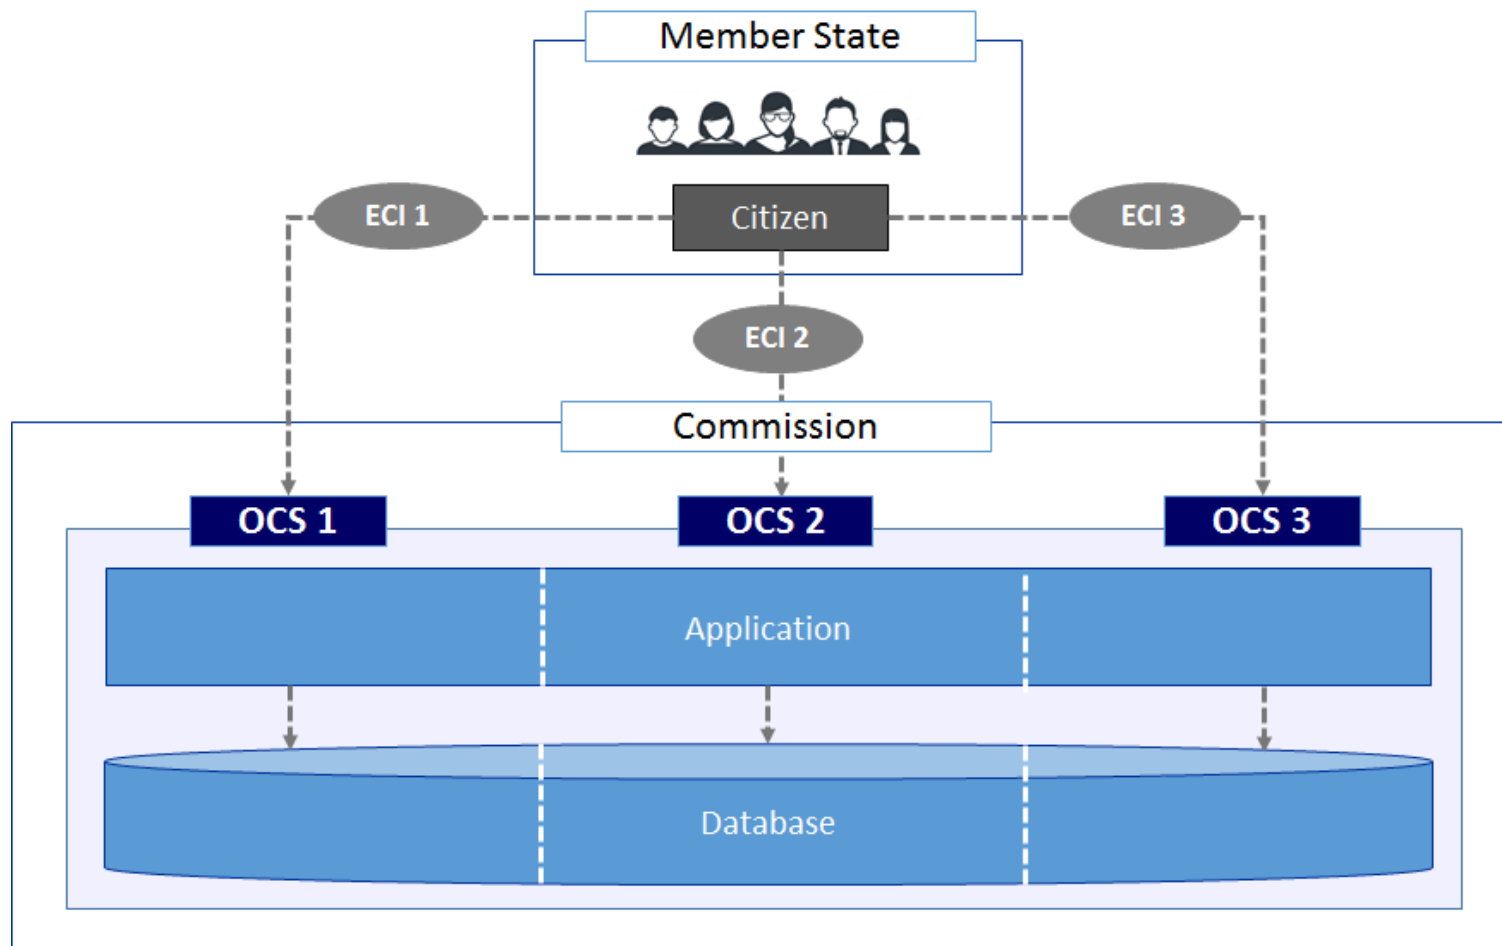 Member State
Citizen
ECI 1
ECI 3
ECI 2
Commission
OCS 1
OCS 2
OCS 3
Application
Database